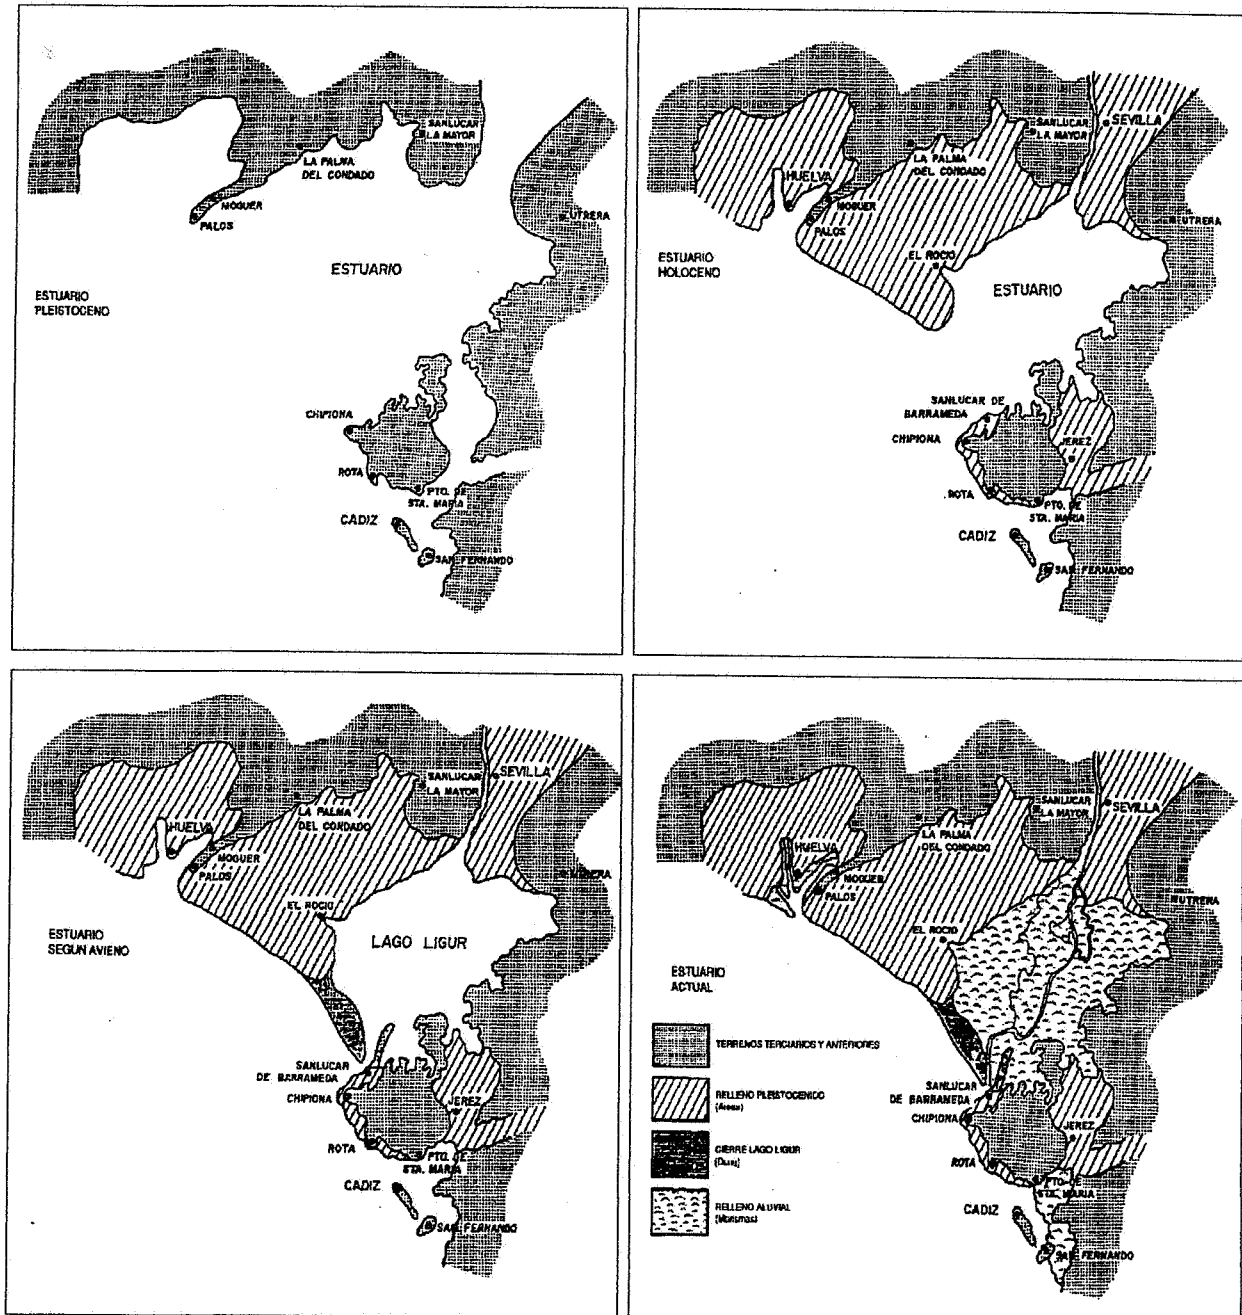 SANLUCAR
LA MAYOR
LA PALMA
DEL CONDADO
MOGUER
PALOS
UTRERA
ESTUARIO
ESTUARIO
PLEISTOCENO
CHIPIONA
ROTA
PTO. DE
STA. MARIA
CADIZ
SAN FERNANDO
SEVILLA
SANLUCAR
LA MAYOR
LA PALMA
DEL CONDADO
HUELVA
MOGUER
PALOS
UTRERA
EL ROCIO
ESTUARIO
HOLOCENO
ESTUARIO
SANLUCAR DE
BARRAMEDA
CHIPIONA
JEREZ
ROTA
PTO. DE
STA. MARIA
CADIZ
SAN FERNANDO
SEVILLA
SANLUCAR
LA MAYOR
LA PALMA
DEL CONDADO
HUELVA
MOGUER
PALOS
UTRERA
EL ROCIO
ESTUARIO
SEGUN AVIENO
LAGO LIGUR
SANLUCAR
DE BARRAMEDA
CHIPIONA
JEREZ
ROTA
PTO. DE
STA. MARIA
CADIZ
SAN FERNANDO
SANLUCAR
LA MAYOR
SEVILLA
LA PALMA
DEL CONDADO
HUELVA
MOGUER
PALOS
UTRERA
EL ROCIO
ESTUARIO
ACTUAL
TERRENOS TERCIARIOS Y ANTERIORES
RELLENO PLEISTOCENICO
CIERRE LAGO LIGUR
RELLENO ALUVIAL
(Marismas)
SANLUCAR
DE BARRAMEDA
CHIPIONA
JEREZ
ROTA
PTO. DE
STA. MARIA
CADIZ
SAN FERNANDO